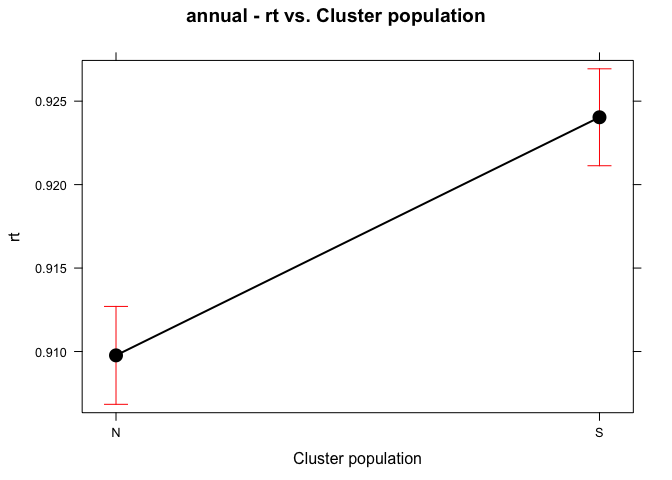 annual - rt vs. Cluster population
0.925
0.920
0.915
0.910
rt
N
S
Cluster population